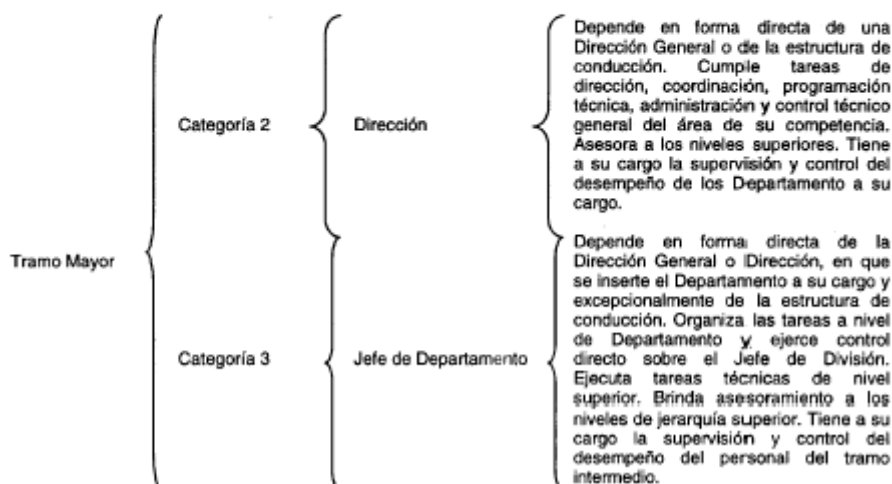 Tramo Mayor
Categoría 2
Dirección
Depende en forma directa de una
Dirección General o de la estructura de
conducción. Cumple tareas de
dirección, coordinación, programación
técnica, administración y control técnico
general del área de su competencia.
Asesora a los niveles superiores. Tiene
a su cargo la supervisión y control del
desempeño de los Departamento a su
cargo.
Categoría 3
Jefe de Departamento
Depende en forma directa de la
Dirección General o Dirección, en que
se inserte el Departamento a su cargo y
excepcionalmente de la estructura de
conducción. Organiza las tareas a nivel
de Departamento y ejerce control
directo sobre el Jefe de División.
Ejecuta tareas técnicas de nivel
superior. Brinda asesoramiento a los
niveles de jerarquía superior. Tiene a su
cargo la supervisión y control del
desempeño del personal del tramo
intermedio.